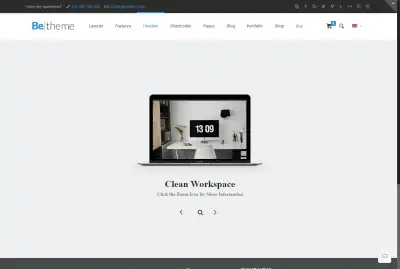 Have any questions?
Be|theme
Layouts Features Headers Shortcodes Pages Blog Portfolio Shop Buy
13 09
Clean Workspace
Click the Zoom Icon for More Information